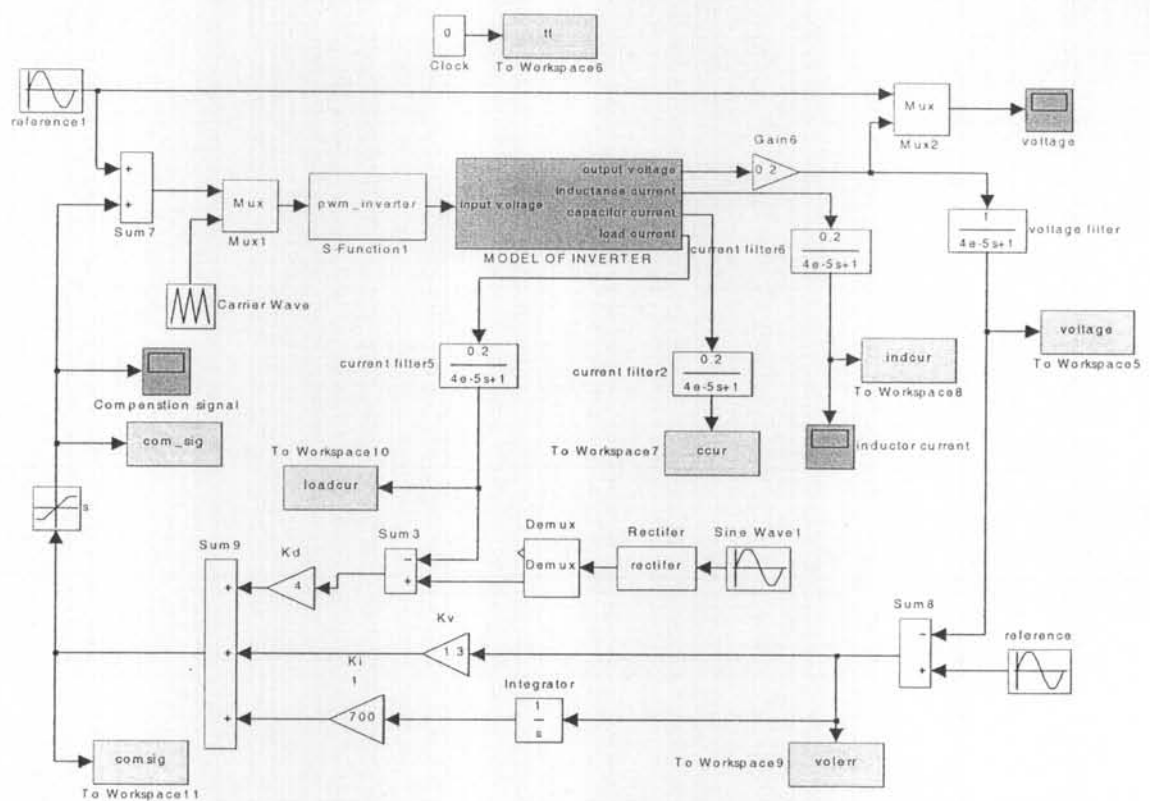 0
tt
Clock
To Workspace6
reference1
Mux
Mux2
voltage
Gain6
0.2
+
+
Sum7
Mux
Mux1
pwm_inverter
S-Function1
input voltage
output voltage
inductance current
capacitor current
load current
MODEL OF INVERTER
current filter6
0.2
4e-5s+1
1
4e-5s+1
voltage filter
Carrier Wave
current filter5
0.2
4e-5s+1
current filter2
0.2
4e-5s+1
voltage
To Workspace5
indcur
To Workspace8
Compenstion signal
com_sig
To Workspace10
loadcur
To Workspace7
ccur
inductor current
s
Sum9
Kd
4
Sum3
−
+
Demux
Demux
Rectifer
rectifer
Sine Wave1
+
+
+
Kv
1.3
Sum8
−
+
reference
Ki
1
700
Integrator
1
s
comsig
To Workspace11
To Workspace9
volerr